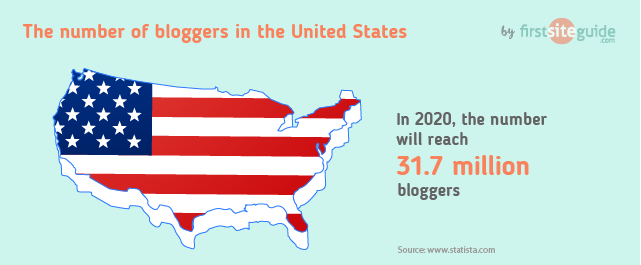 The number of bloggers in the United States
by firstsiteguide
.com
In 2020, the number
will reach
31.7 million
bloggers
Source: www.statista.com